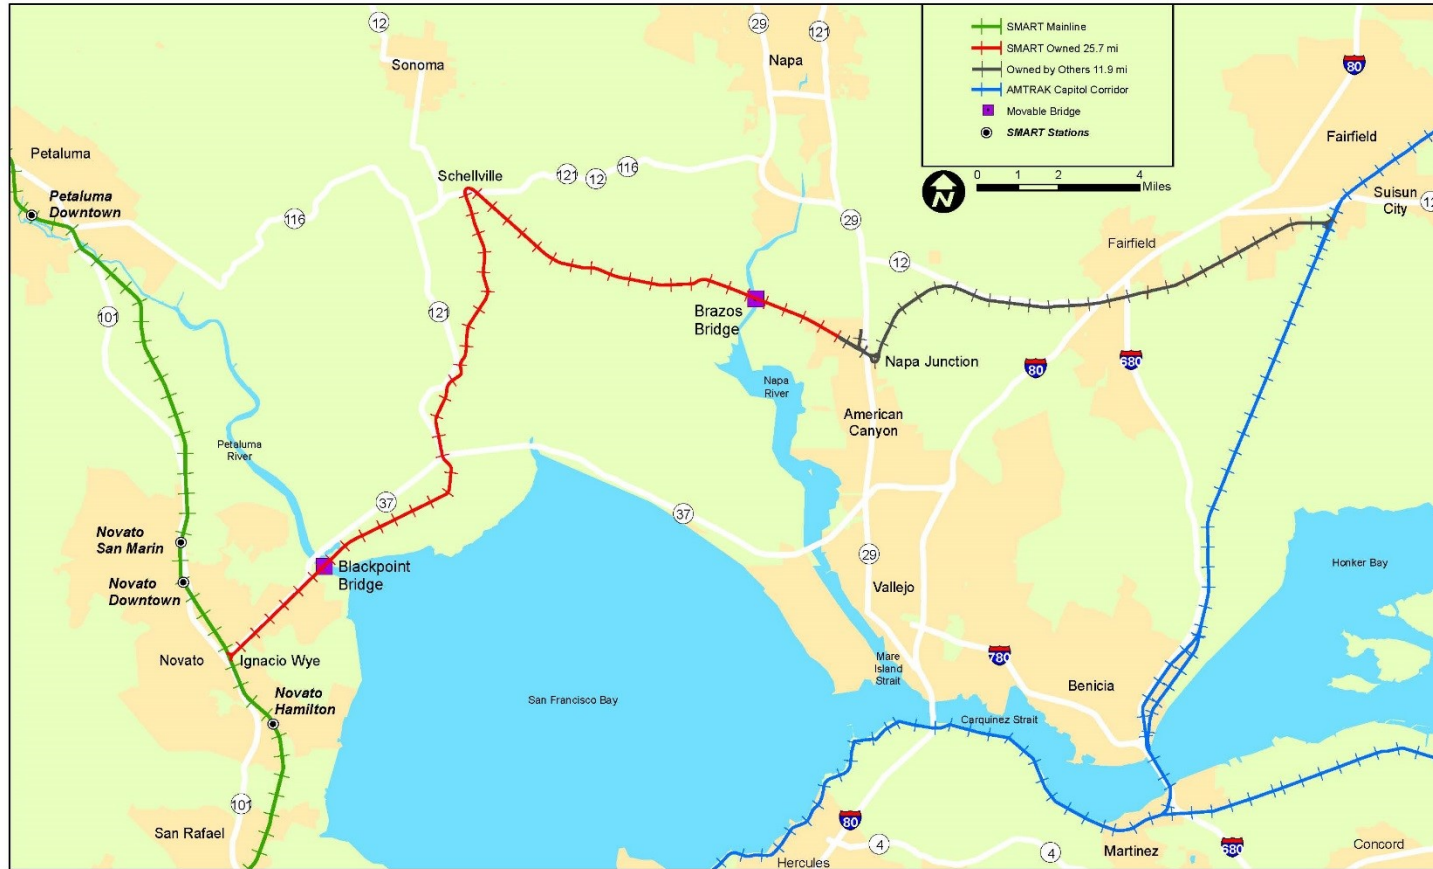 12
29
121
SMART Mainline
SMART Owned 25.7 mi
Owned by Others 11.9 mi
AMTRAK Capitol Corridor
Movable Bridge
SMART Stations
N
0 1 2 4
Miles
80
Sonoma
Napa
Fairfield
Petaluma
Petaluma
Downtown
Schellville
121
12
116
116
29
Suisun
City
12
Fairfield
12
101
121
Brazos
Bridge
Napa Junction
80
680
Napa
River
American
Canyon
Petaluma
River
37
37
Novato
San Marin
Novato
Downtown
Blackpoint
Bridge
29
Vallejo
Honker Bay
Novato
Ignacio Wye
Mare
Island
Strait
780
Benicia
Novato
Hamilton
San Francisco Bay
Carquinez Strait
101
San Rafael
80
4
Hercules
4
Martinez
680
Concord